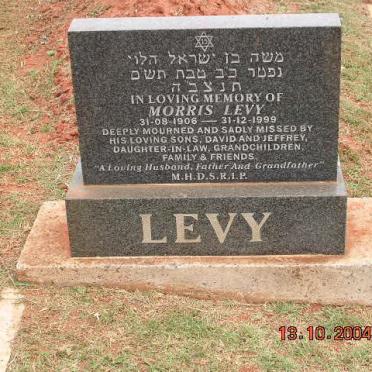 משה בן ישראל הלוי
נפטר כב טבת תשס
תנצבה
IN LOVING MEMORY OF
MORRIS LEVY
31-08-1906 — 31-12-1999
DEEPLY MOURNED AND SADLY MISSED BY
HIS LOVING SONS, DAVID AND JEFFREY,
DAUGHTER-IN-LAW, GRANDCHILDREN,
FAMILY & FRIENDS.
"A Loving Husband, Father And Grandfather"
M.H.D.S.R.I.P.
LEVY
13.10.2004